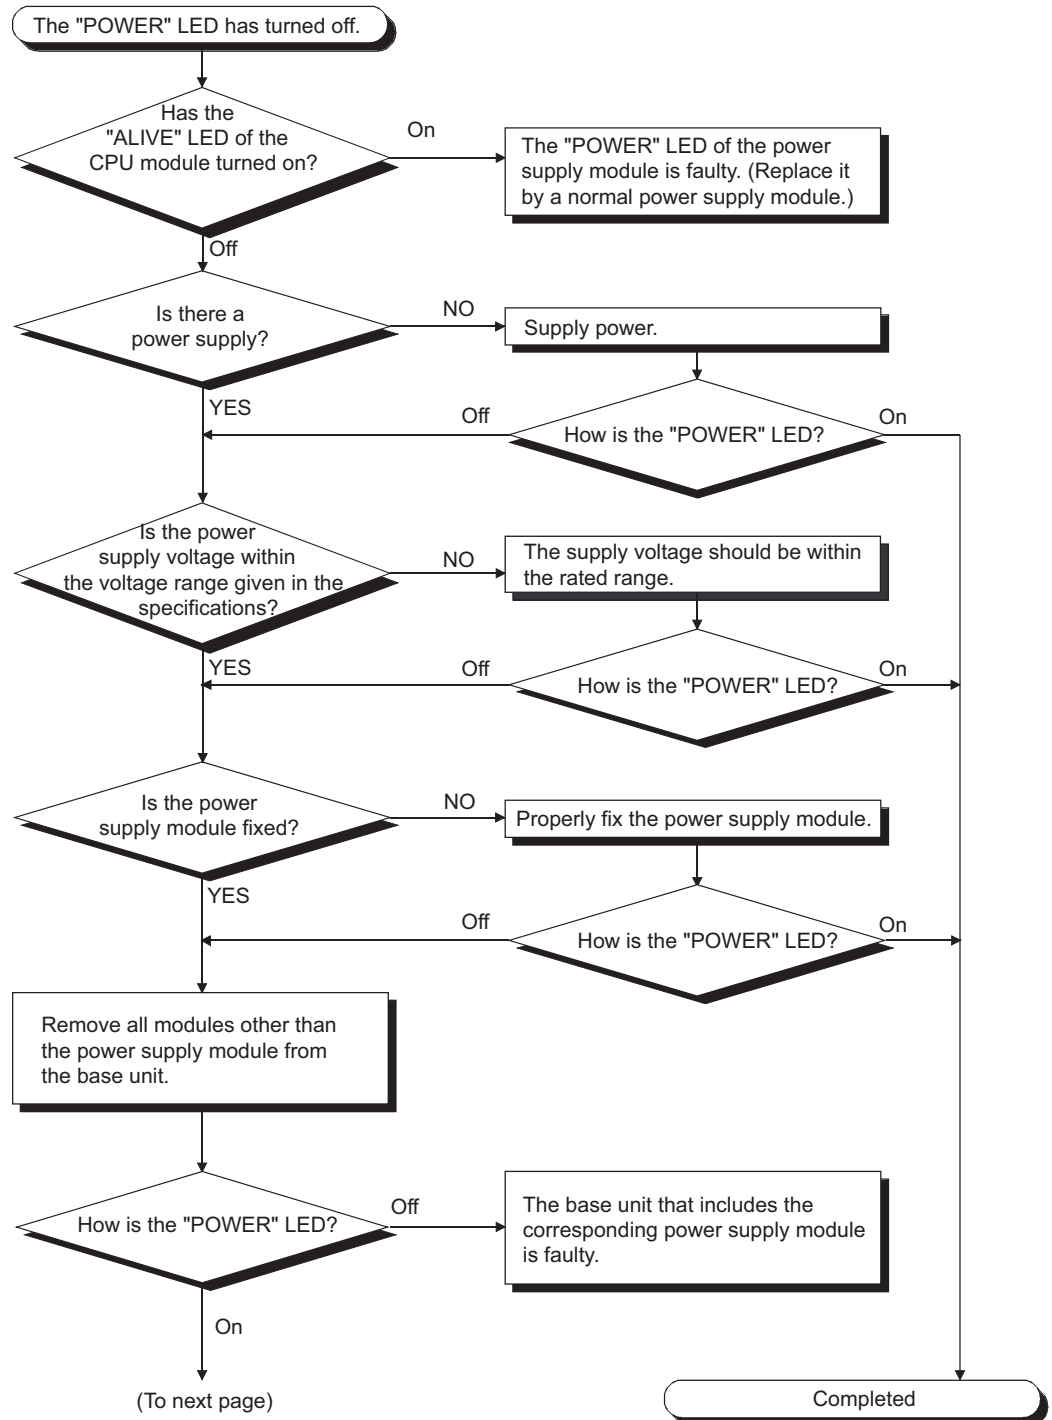 The "POWER" LED has turned off.
Has the
"ALIVE" LED of the
CPU module turned on?
On
The "POWER" LED of the power
supply module is faulty. (Replace it
by a normal power supply module.)
Off
Is there a
power supply?
NO
Supply power.
YES
Off
How is the "POWER" LED?
On
Is the power
supply voltage within
the voltage range given in the
specifications?
NO
The supply voltage should be within
the rated range.
YES
Off
How is the "POWER" LED?
On
Is the power
supply module fixed?
NO
Properly fix the power supply module.
YES
Off
How is the "POWER" LED?
On
Remove all modules other than
the power supply module from
the base unit.
How is the "POWER" LED?
Off
The base unit that includes the
corresponding power supply module
is faulty.
On
(To next page)
Completed